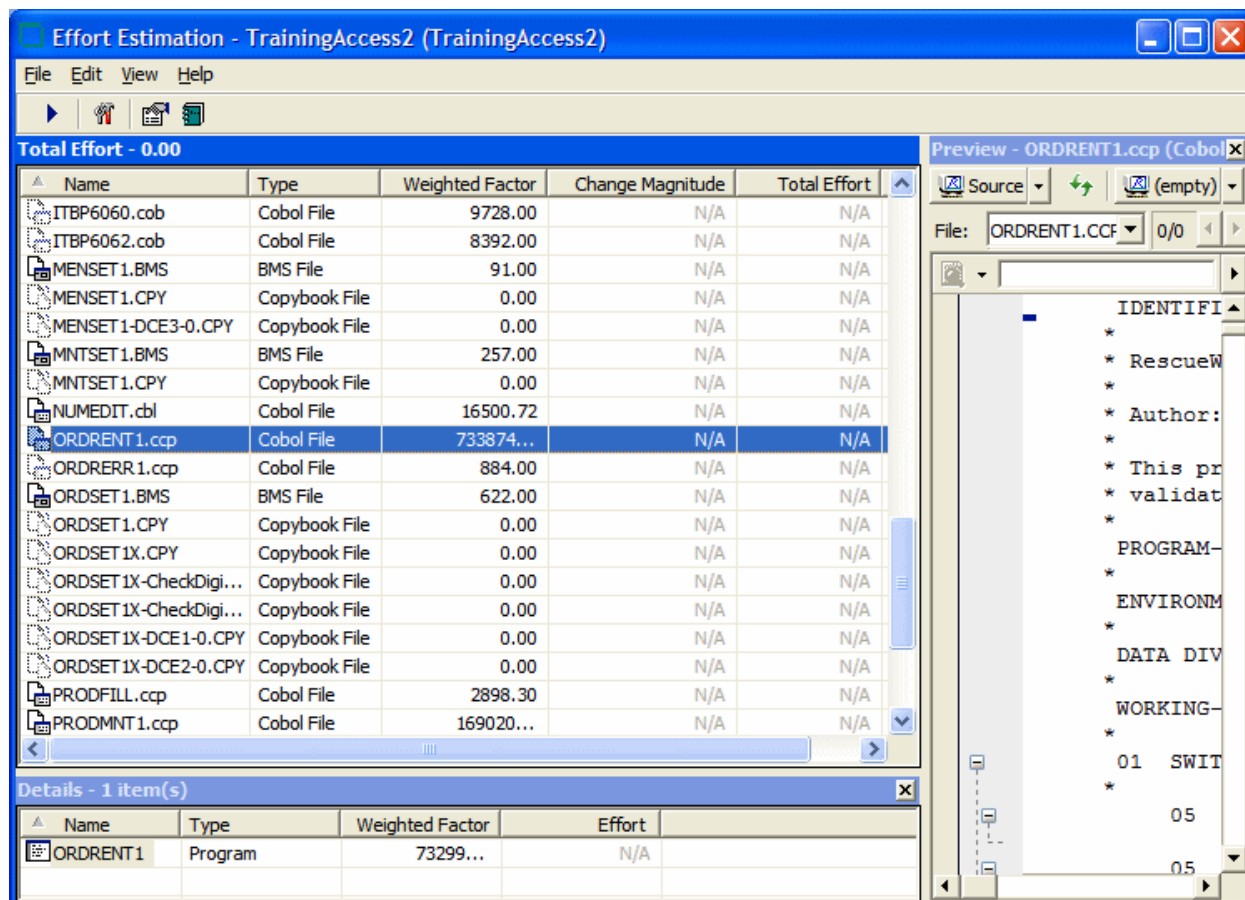 Effort Estimation - TrainingAccess2 (TrainingAccess2)
File Edit View Help
Total Effort - 0.00
Name Type Weighted Factor Change Magnitude Total Effort
ITBP6060.cob Cobol File 9728.00 N/A N/A
ITBP6062.cob Cobol File 8392.00 N/A N/A
MENSET1.BMS BMS File 91.00 N/A N/A
MENSET1.CPY Copybook File 0.00 N/A N/A
MENSET1-DCE3-0.CPY Copybook File 0.00 N/A N/A
MNTSET1.BMS BMS File 257.00 N/A N/A
MNTSET1.CPY Copybook File 0.00 N/A N/A
NUMEDIT.cbl Cobol File 16500.72 N/A N/A
ORDRENT1.ccp Cobol File 733874... N/A N/A
ORDRERR1.ccp Cobol File 884.00 N/A N/A
ORDSET1.BMS BMS File 622.00 N/A N/A
ORDSET1.CPY Copybook File 0.00 N/A N/A
ORDSET1X.CPY Copybook File 0.00 N/A N/A
ORDSET1X-CheckDigi... Copybook File 0.00 N/A N/A
ORDSET1X-CheckDigi... Copybook File 0.00 N/A N/A
ORDSET1X-DCE1-0.CPY Copybook File 0.00 N/A N/A
ORDSET1X-DCE2-0.CPY Copybook File 0.00 N/A N/A
PRODFILL.ccp Cobol File 2898.30 N/A N/A
PRODMNT1.ccp Cobol File 169020... N/A N/A
Details - 1 item(s)
Name Type Weighted Factor Effort
ORDRENT1 Program 73299... N/A
Preview - ORDRENT1.ccp (Cobol
Source (empty)
File: ORDRENT1.CCP 0/0
IDENTIFI
*
* RescueW
*
* Author:
*
* This pr
* validat
*
PROGRAM-
*
ENVIRONM
*
DATA DIV
*
WORKING-
*
01 SWIT
*
05
05